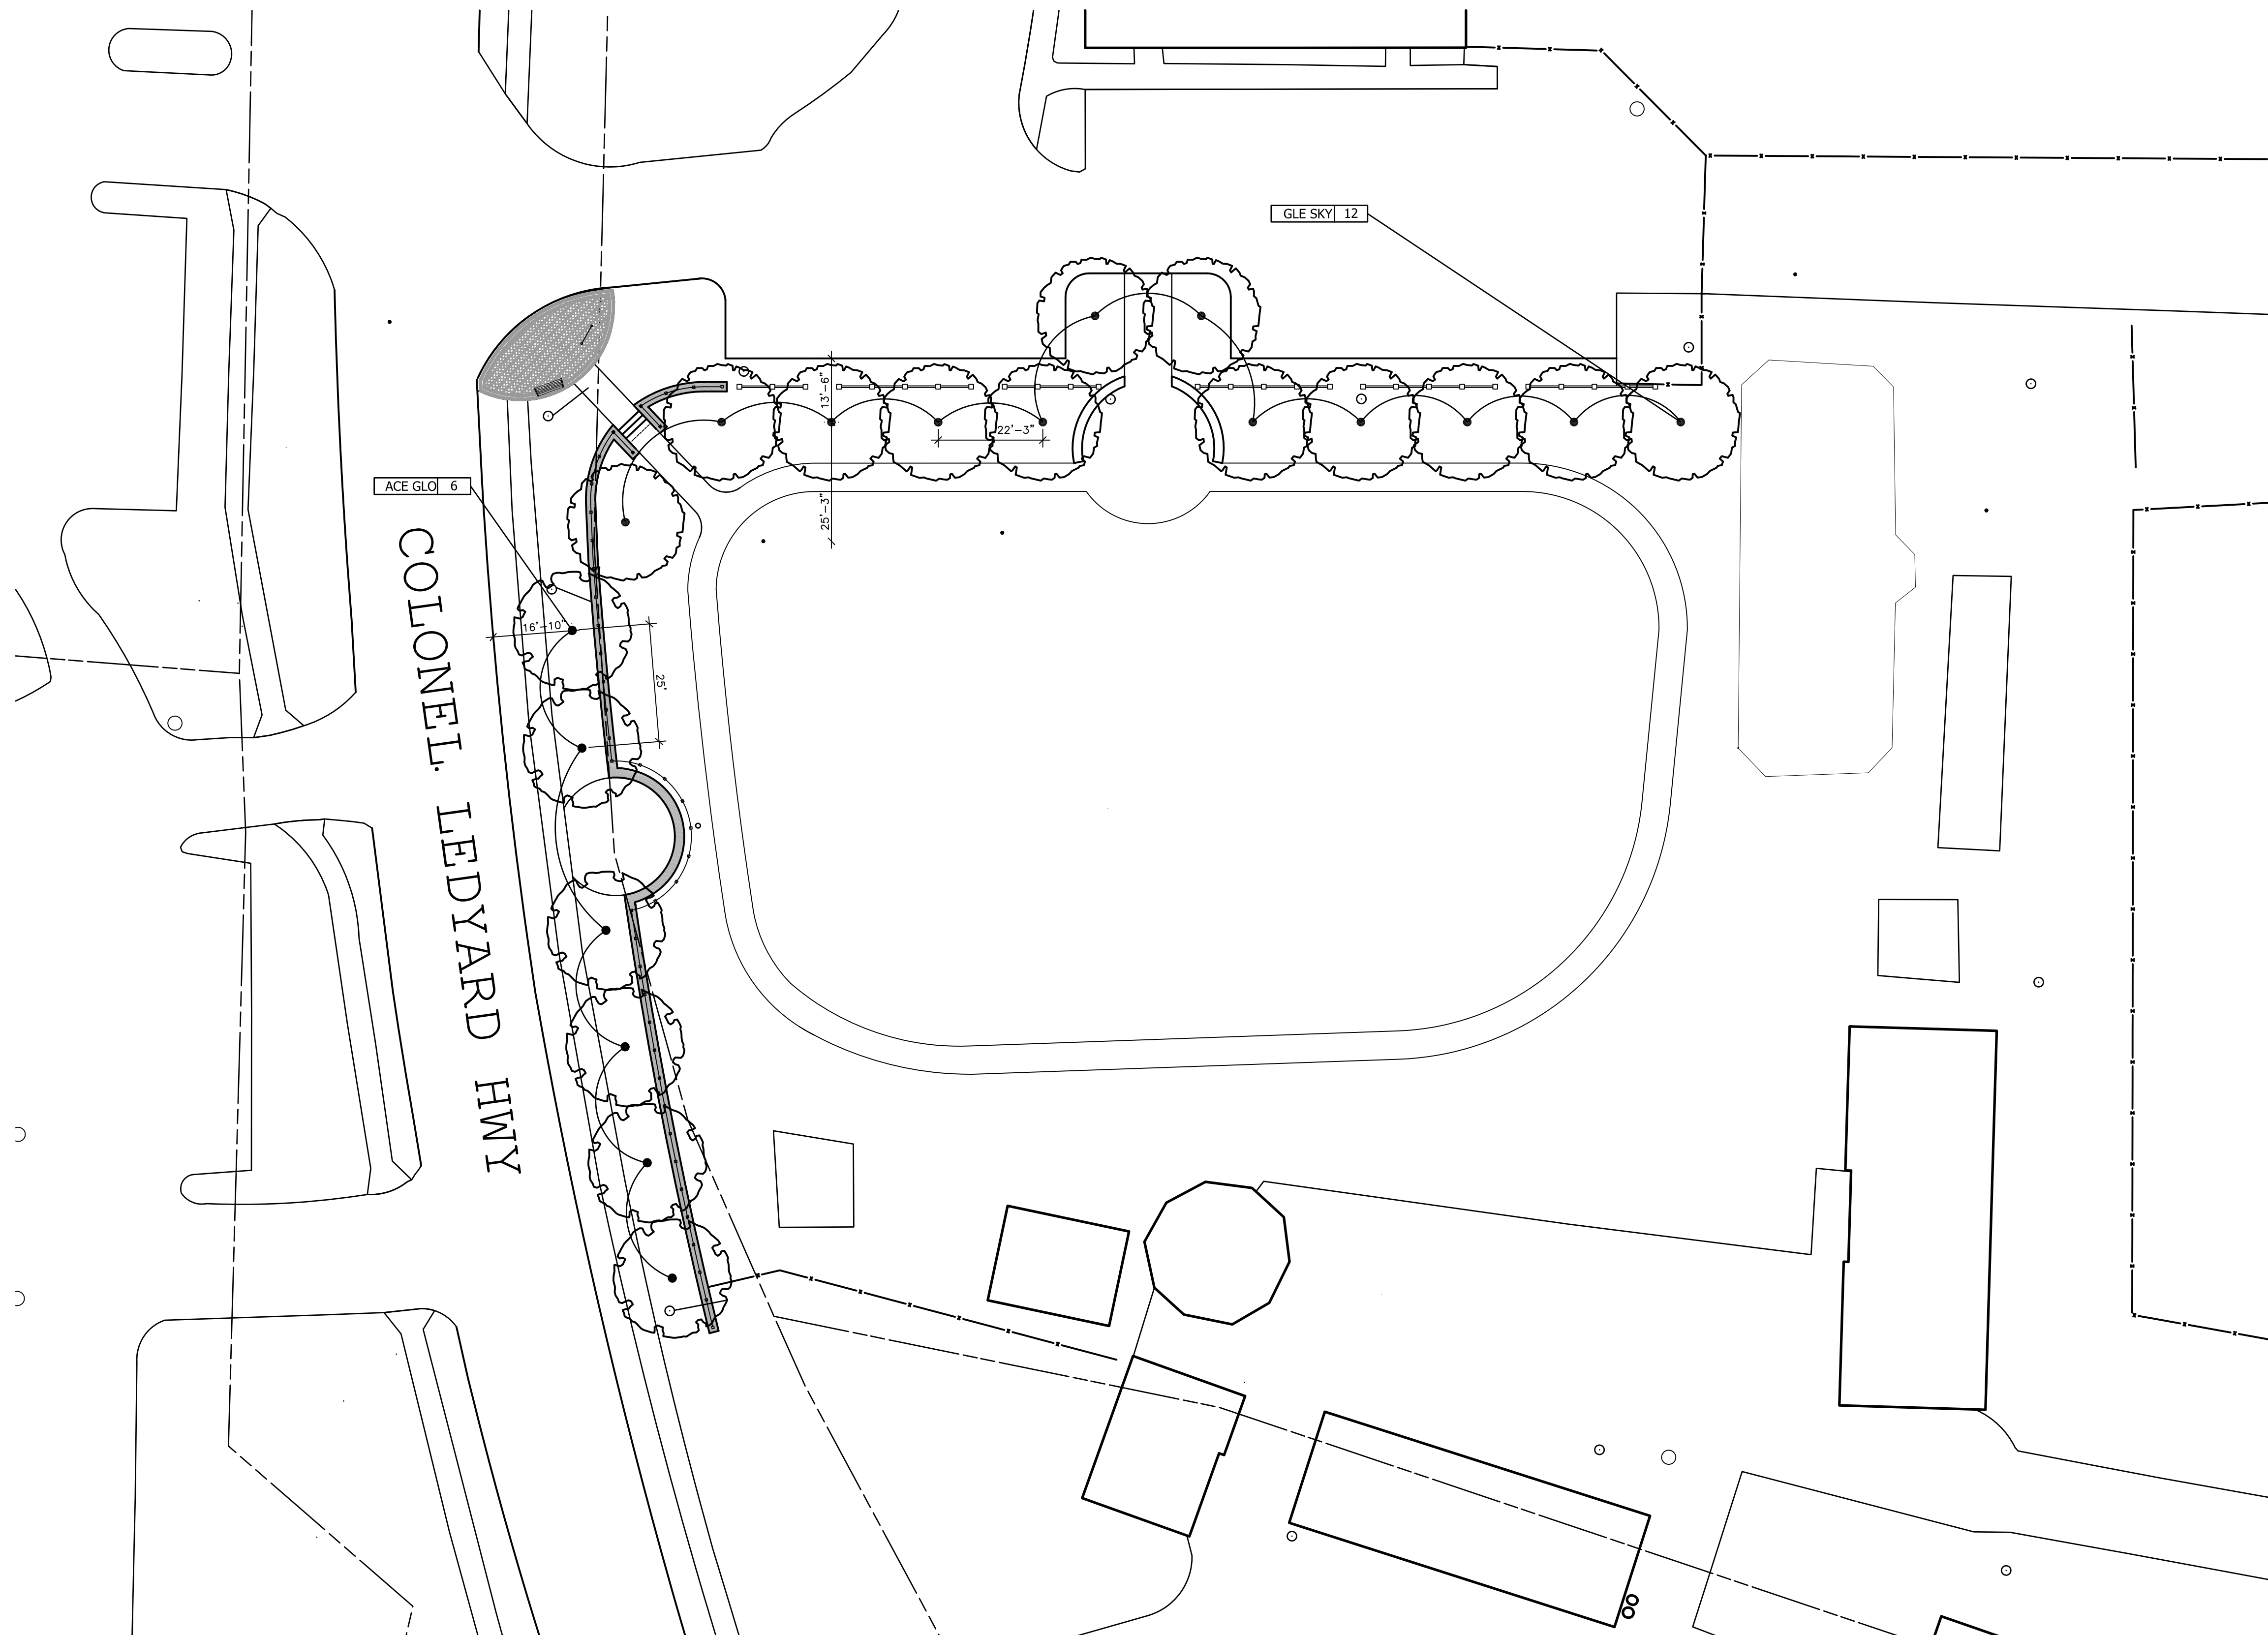 GLE SKY 12
13'-6"
22'-3"
ACE GLO 6
25'-3"
16'-10"
25'
COLONEL. LEDYARD HWY